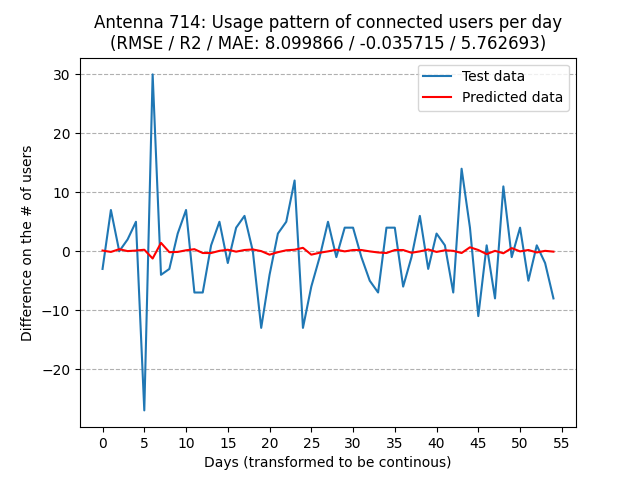 Antenna 714: Usage pattern of connected users per day
(RMSE / R2 / MAE: 8.099866 / -0.035715 / 5.762693)
Test data
Predicted data
Difference on the # of users
30
20
10
0
−10
−20
0 5 10 15 20 25 30 35 40 45 50 55
Days (transformed to be continous)